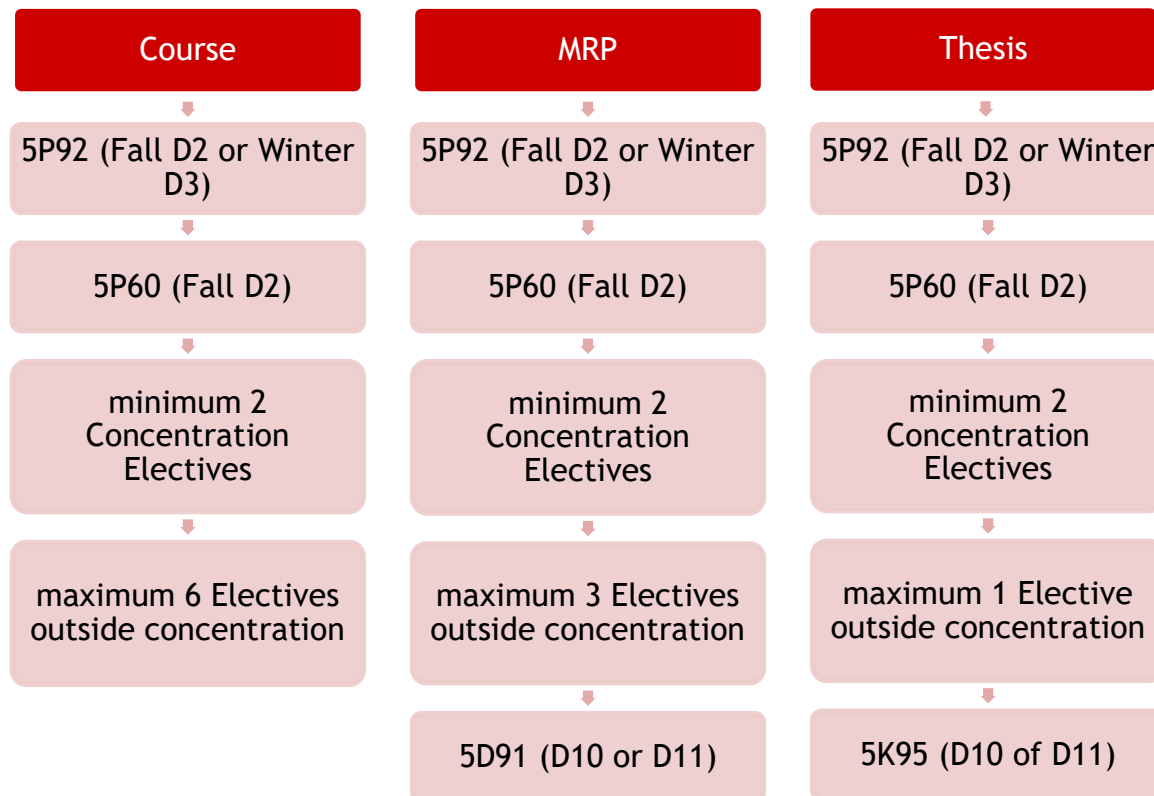 Course
5P92 (Fall D2 or Winter
D3)
5P60 (Fall D2)
minimum 2
Concentration
Electives
maximum 6 Electives
outside concentration
MRP
5P92 (Fall D2 or Winter
D3)
5P60 (Fall D2)
minimum 2
Concentration
Electives
maximum 3 Electives
outside concentration
5D91 (D10 or D11)
Thesis
5P92 (Fall D2 or Winter
D3)
5P60 (Fall D2)
minimum 2
Concentration
Electives
maximum 1 Elective
outside concentration
5K95 (D10 of D11)